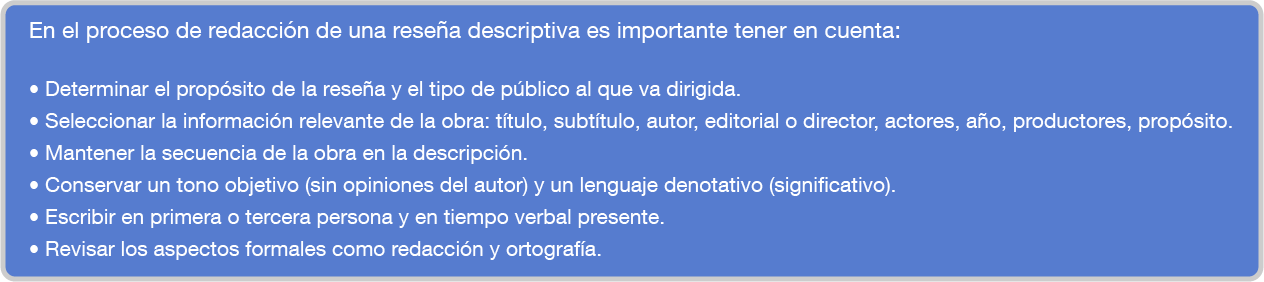 En el proceso de redacción de una reseña descriptiva es importante tener en cuenta:
• Determinar el propósito de la reseña y el tipo de público al que va dirigida.
• Seleccionar la información relevante de la obra: título, subtítulo, autor, editorial o director, actores, año, productores, propósito.
• Mantener la secuencia de la obra en la descripción.
• Conservar un tono objetivo (sin opiniones del autor) y un lenguaje denotativo (significativo).
• Escribir en primera o tercera persona y en tiempo verbal presente.
• Revisar los aspectos formales como redacción y ortografía.